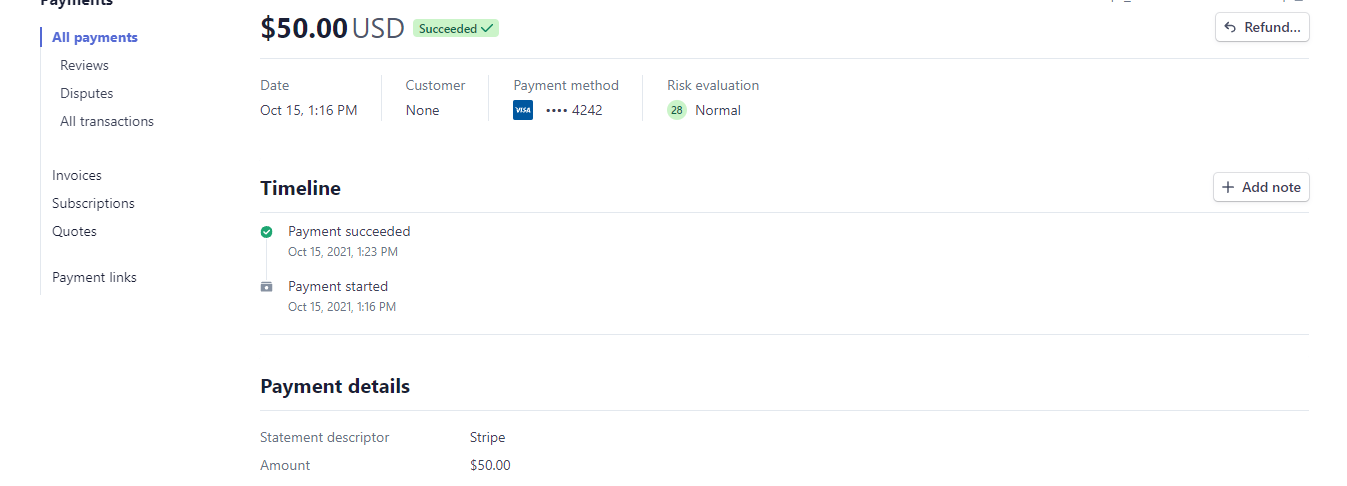 Payments
$50.00 USD Succeeded
Refund...
All payments
Reviews
Disputes
All transactions
Invoices
Subscriptions
Quotes
Payment links
Date Customer Payment method Risk evaluation
Oct 15, 1:16 PM None VISA •••• 4242 28 Normal
Timeline
Add note
Payment succeeded
Oct 15, 2021, 1:23 PM
Payment started
Oct 15, 2021, 1:16 PM
Payment details
Statement descriptor Stripe
Amount $50.00